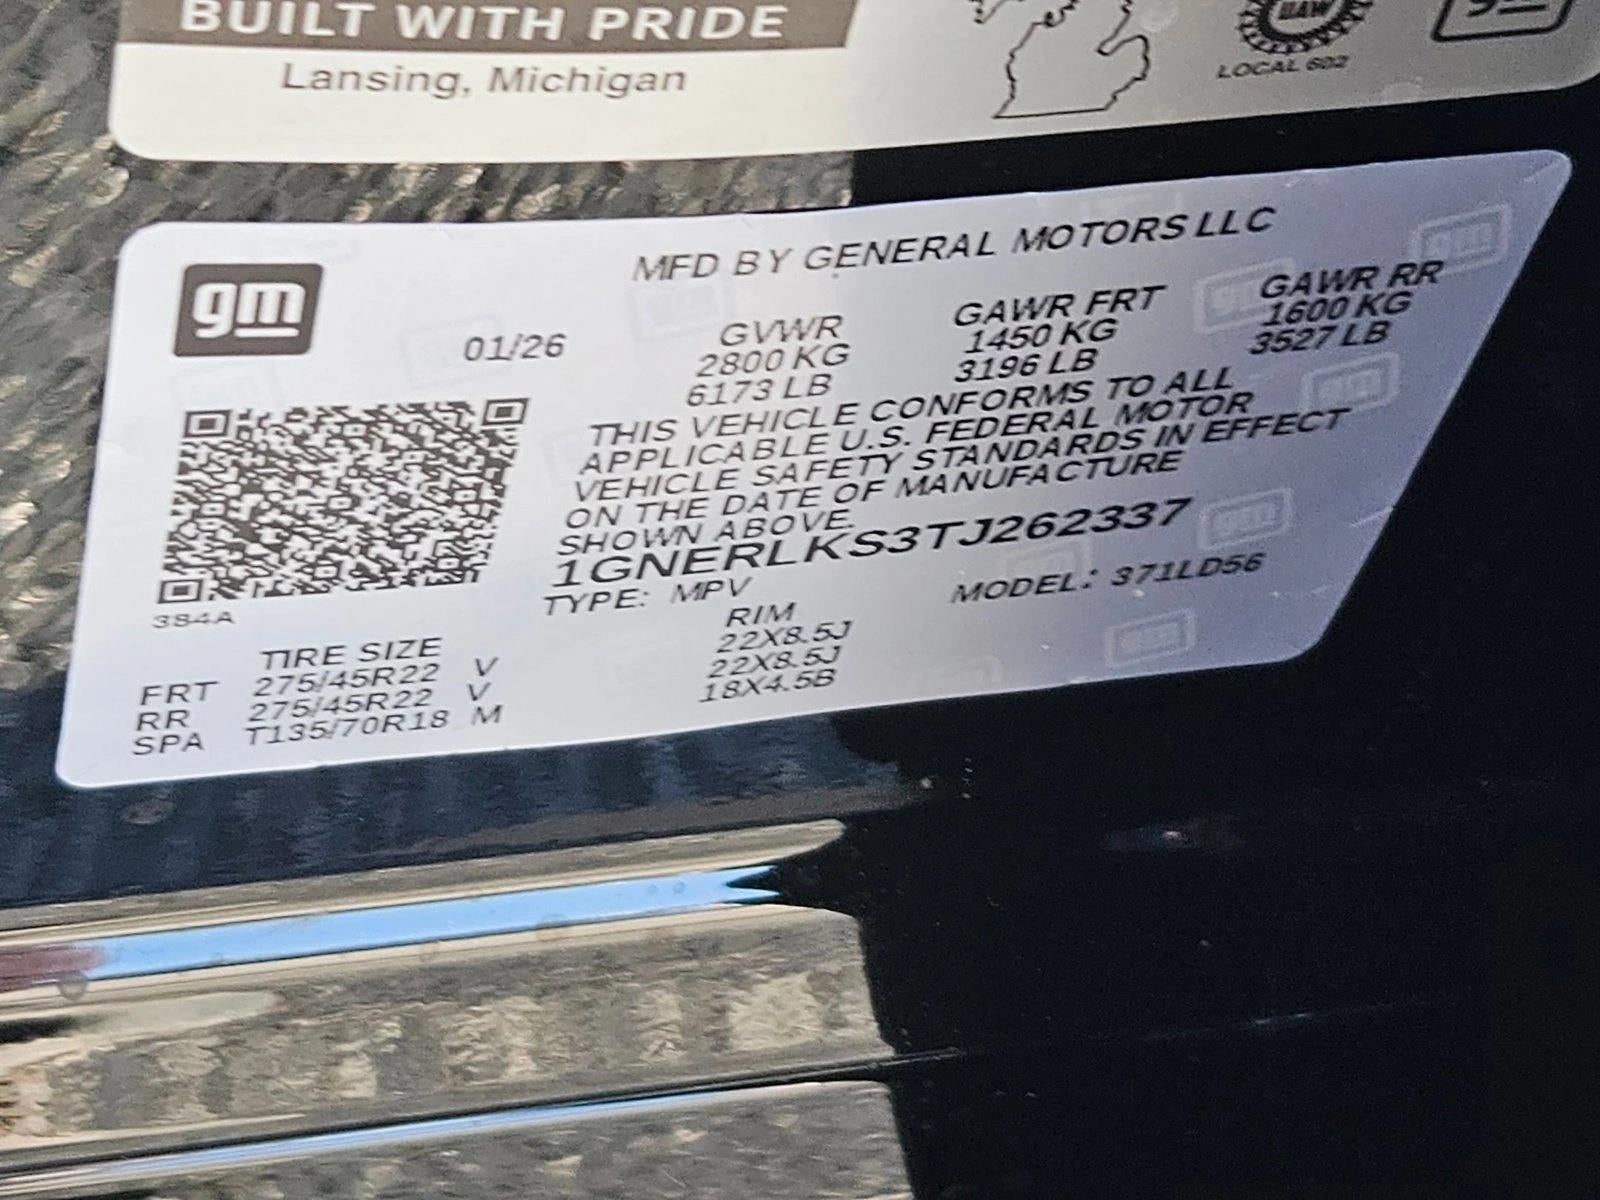 BUILT WITH PRIDE
Lansing, Michigan
UAW
LOCAL 602
gm
gm
MFD BY GENERAL MOTORS LLC
01/26
GVWR GAWR FRT GAWR RR
2800 KG 1450 KG 1600 KG
6173 LB 3196 LB 3527 LB
THIS VEHICLE CONFORMS TO ALL
APPLICABLE U.S. FEDERAL MOTOR
VEHICLE SAFETY STANDARDS IN EFFECT
ON THE DATE OF MANUFACTURE
SHOWN ABOVE.
1GNERLKS3TJ262337
TYPE: MPV MODEL: 371LD56
384A
TIRE SIZE RIM
FRT 275/45R22 V 22X8.5J
RR 275/45R22 V 22X8.5J
SPA T135/70R18 M 18X4.5B